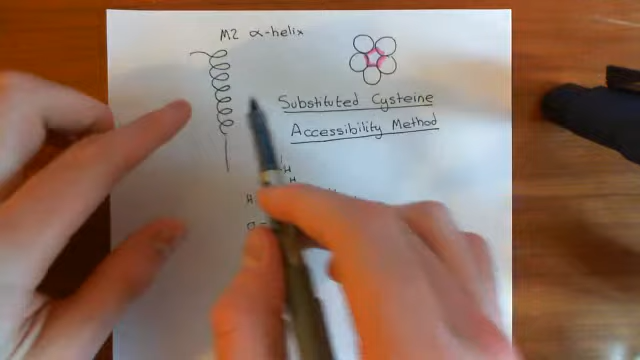 M2 α-helix
Substituted Cysteine
Accessibility Method
H
H
H